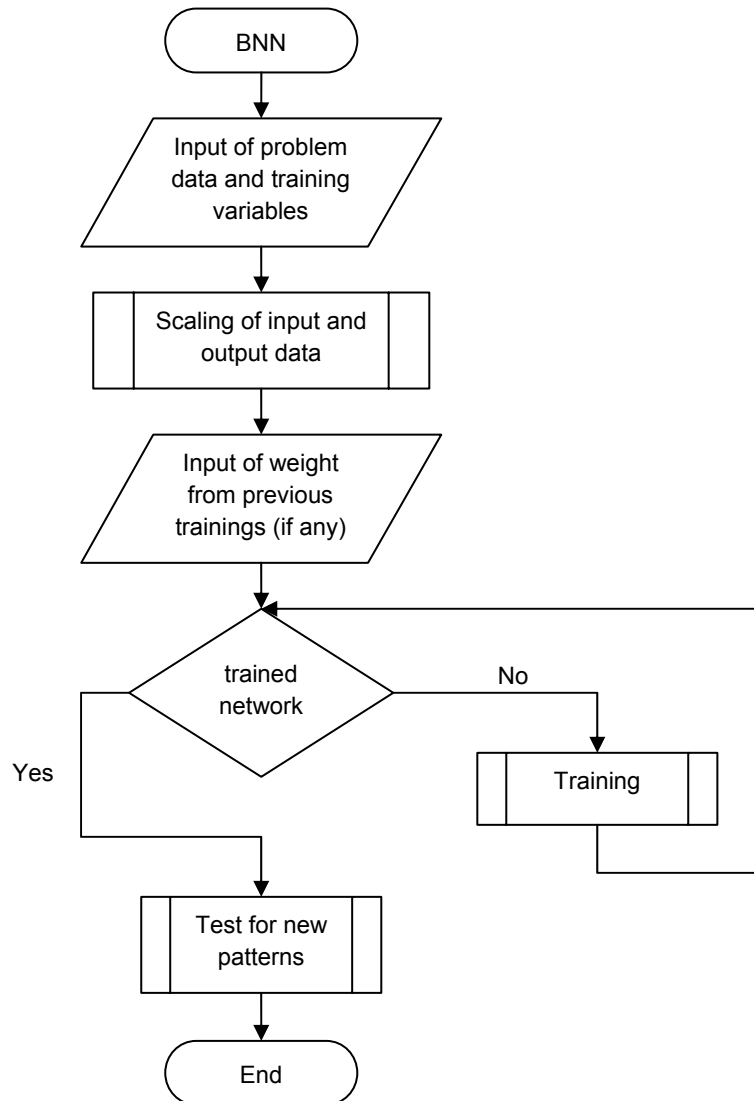 BNN
Input of problem
data and training
variables
Scaling of input and
output data
Input of weight
from previous
trainings (if any)
trained
network
No
Yes
Training
Test for new
patterns
End